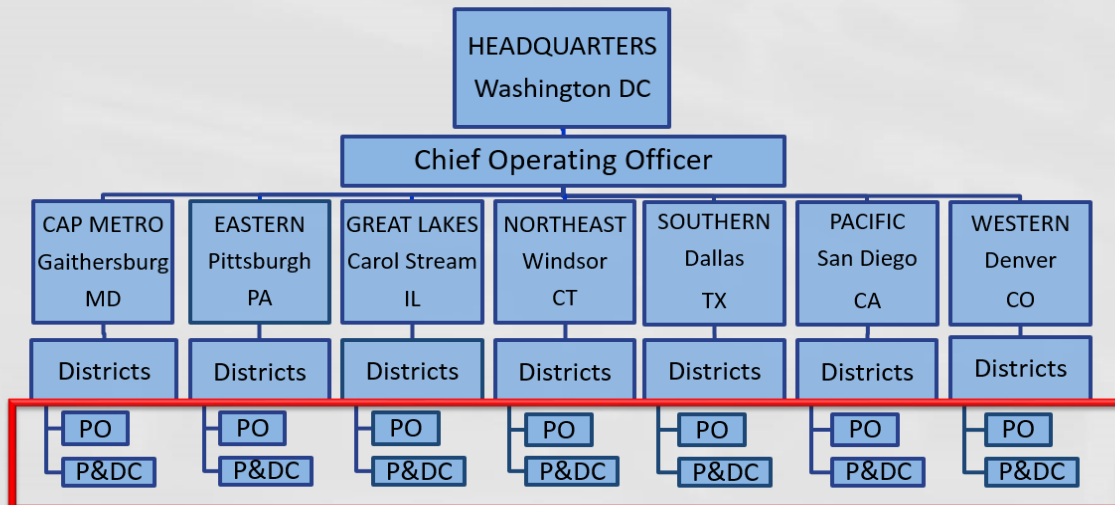 HEADQUARTERS
Washington DC
Chief Operating Officer
CAP METRO
Gaithersburg
MD
EASTERN
Pittsburgh
PA
GREAT LAKES
Carol Stream
IL
NORTHEAST
Windsor
CT
SOUTHERN
Dallas
TX
PACIFIC
San Diego
CA
WESTERN
Denver
CO
Districts
Districts
Districts
Districts
Districts
Districts
Districts
PO
PO
PO
PO
PO
PO
PO
P&DC
P&DC
P&DC
P&DC
P&DC
P&DC
P&DC